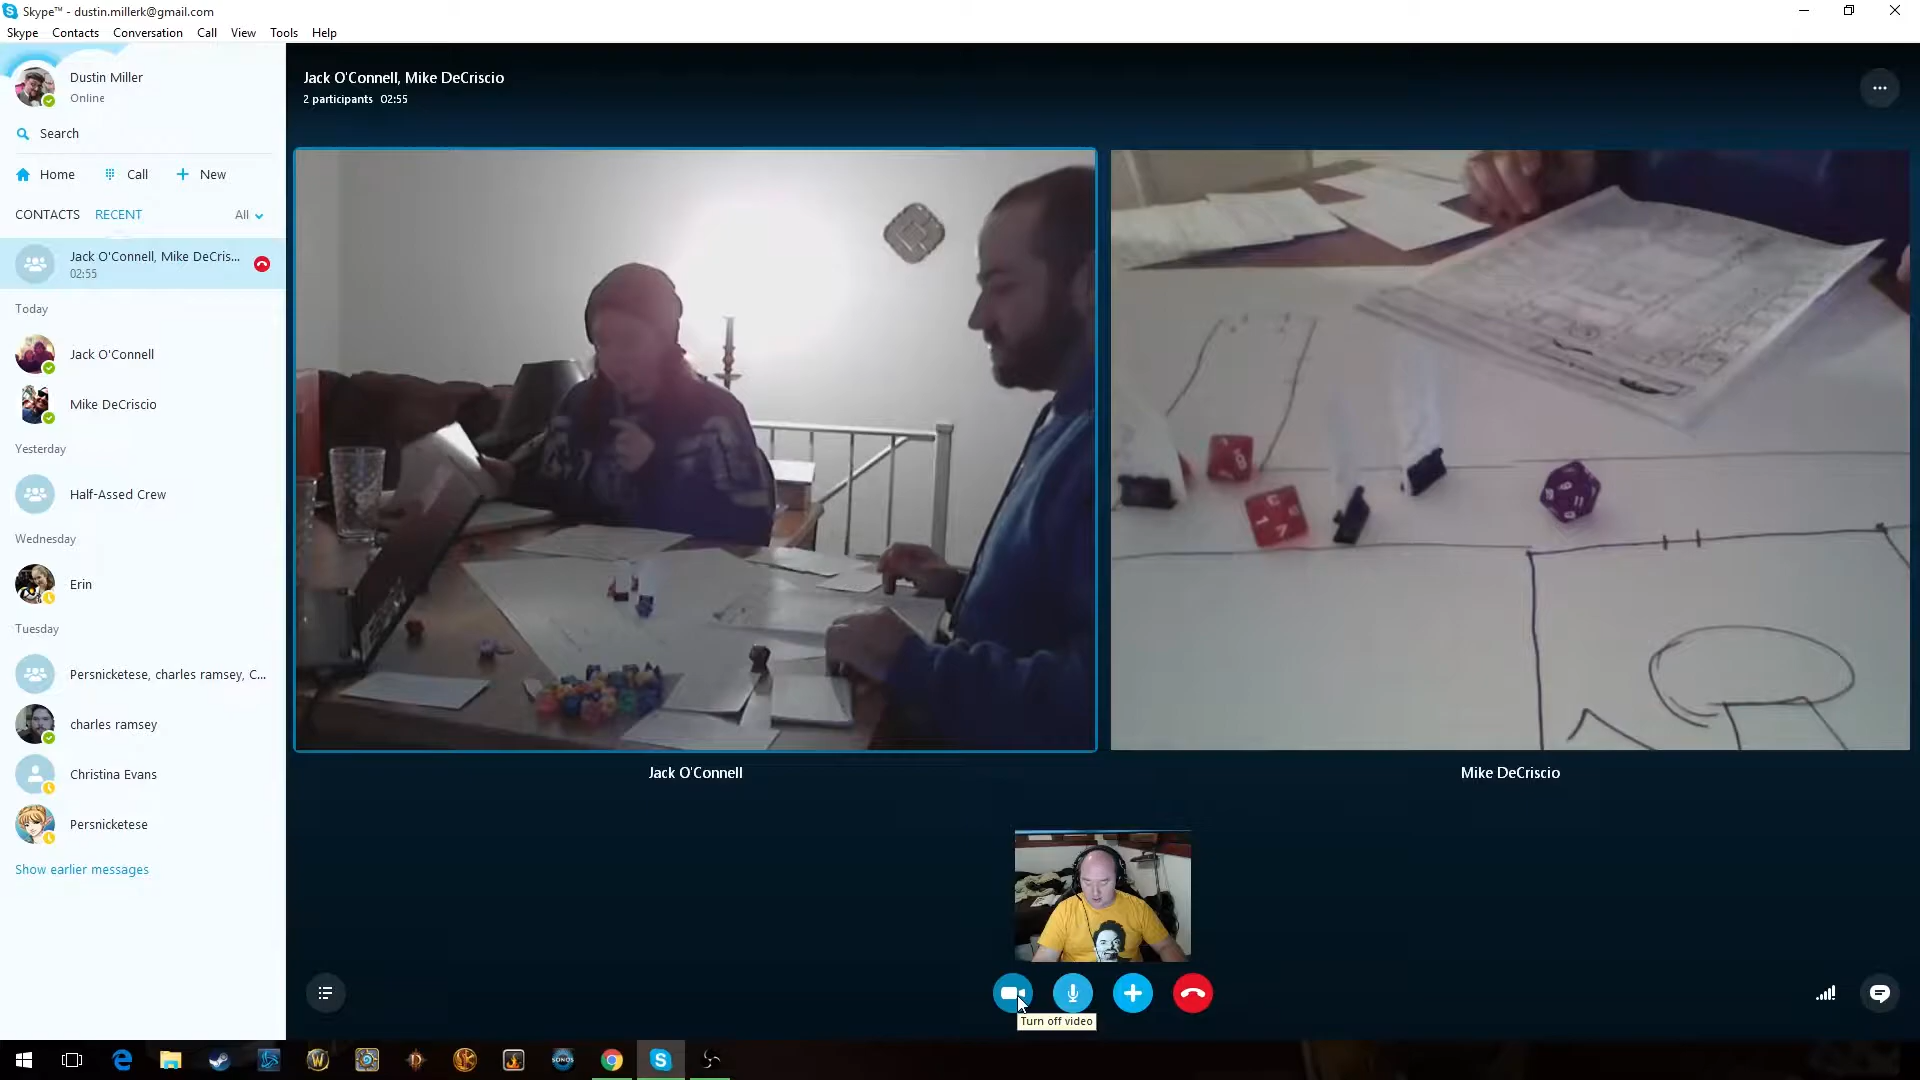 Skype™ - dustin.millerk@gmail.com
Skype Contacts Conversation Call View Tools Help
Dustin Miller
Online
Search
Home Call New
CONTACTS RECENT All
Jack O'Connell, Mike DeCris...
02:55
Today
Jack O'Connell
Mike DeCriscio
Yesterday
Half-Assed Crew
Wednesday
Erin
Tuesday
Persnicketese, charles ramsey, C...
charles ramsey
Christina Evans
Persnicketese
Show earlier messages
Jack O'Connell, Mike DeCriscio
2 participants 02:55
Jack O'Connell
Mike DeCriscio
Turn off video
SONOS